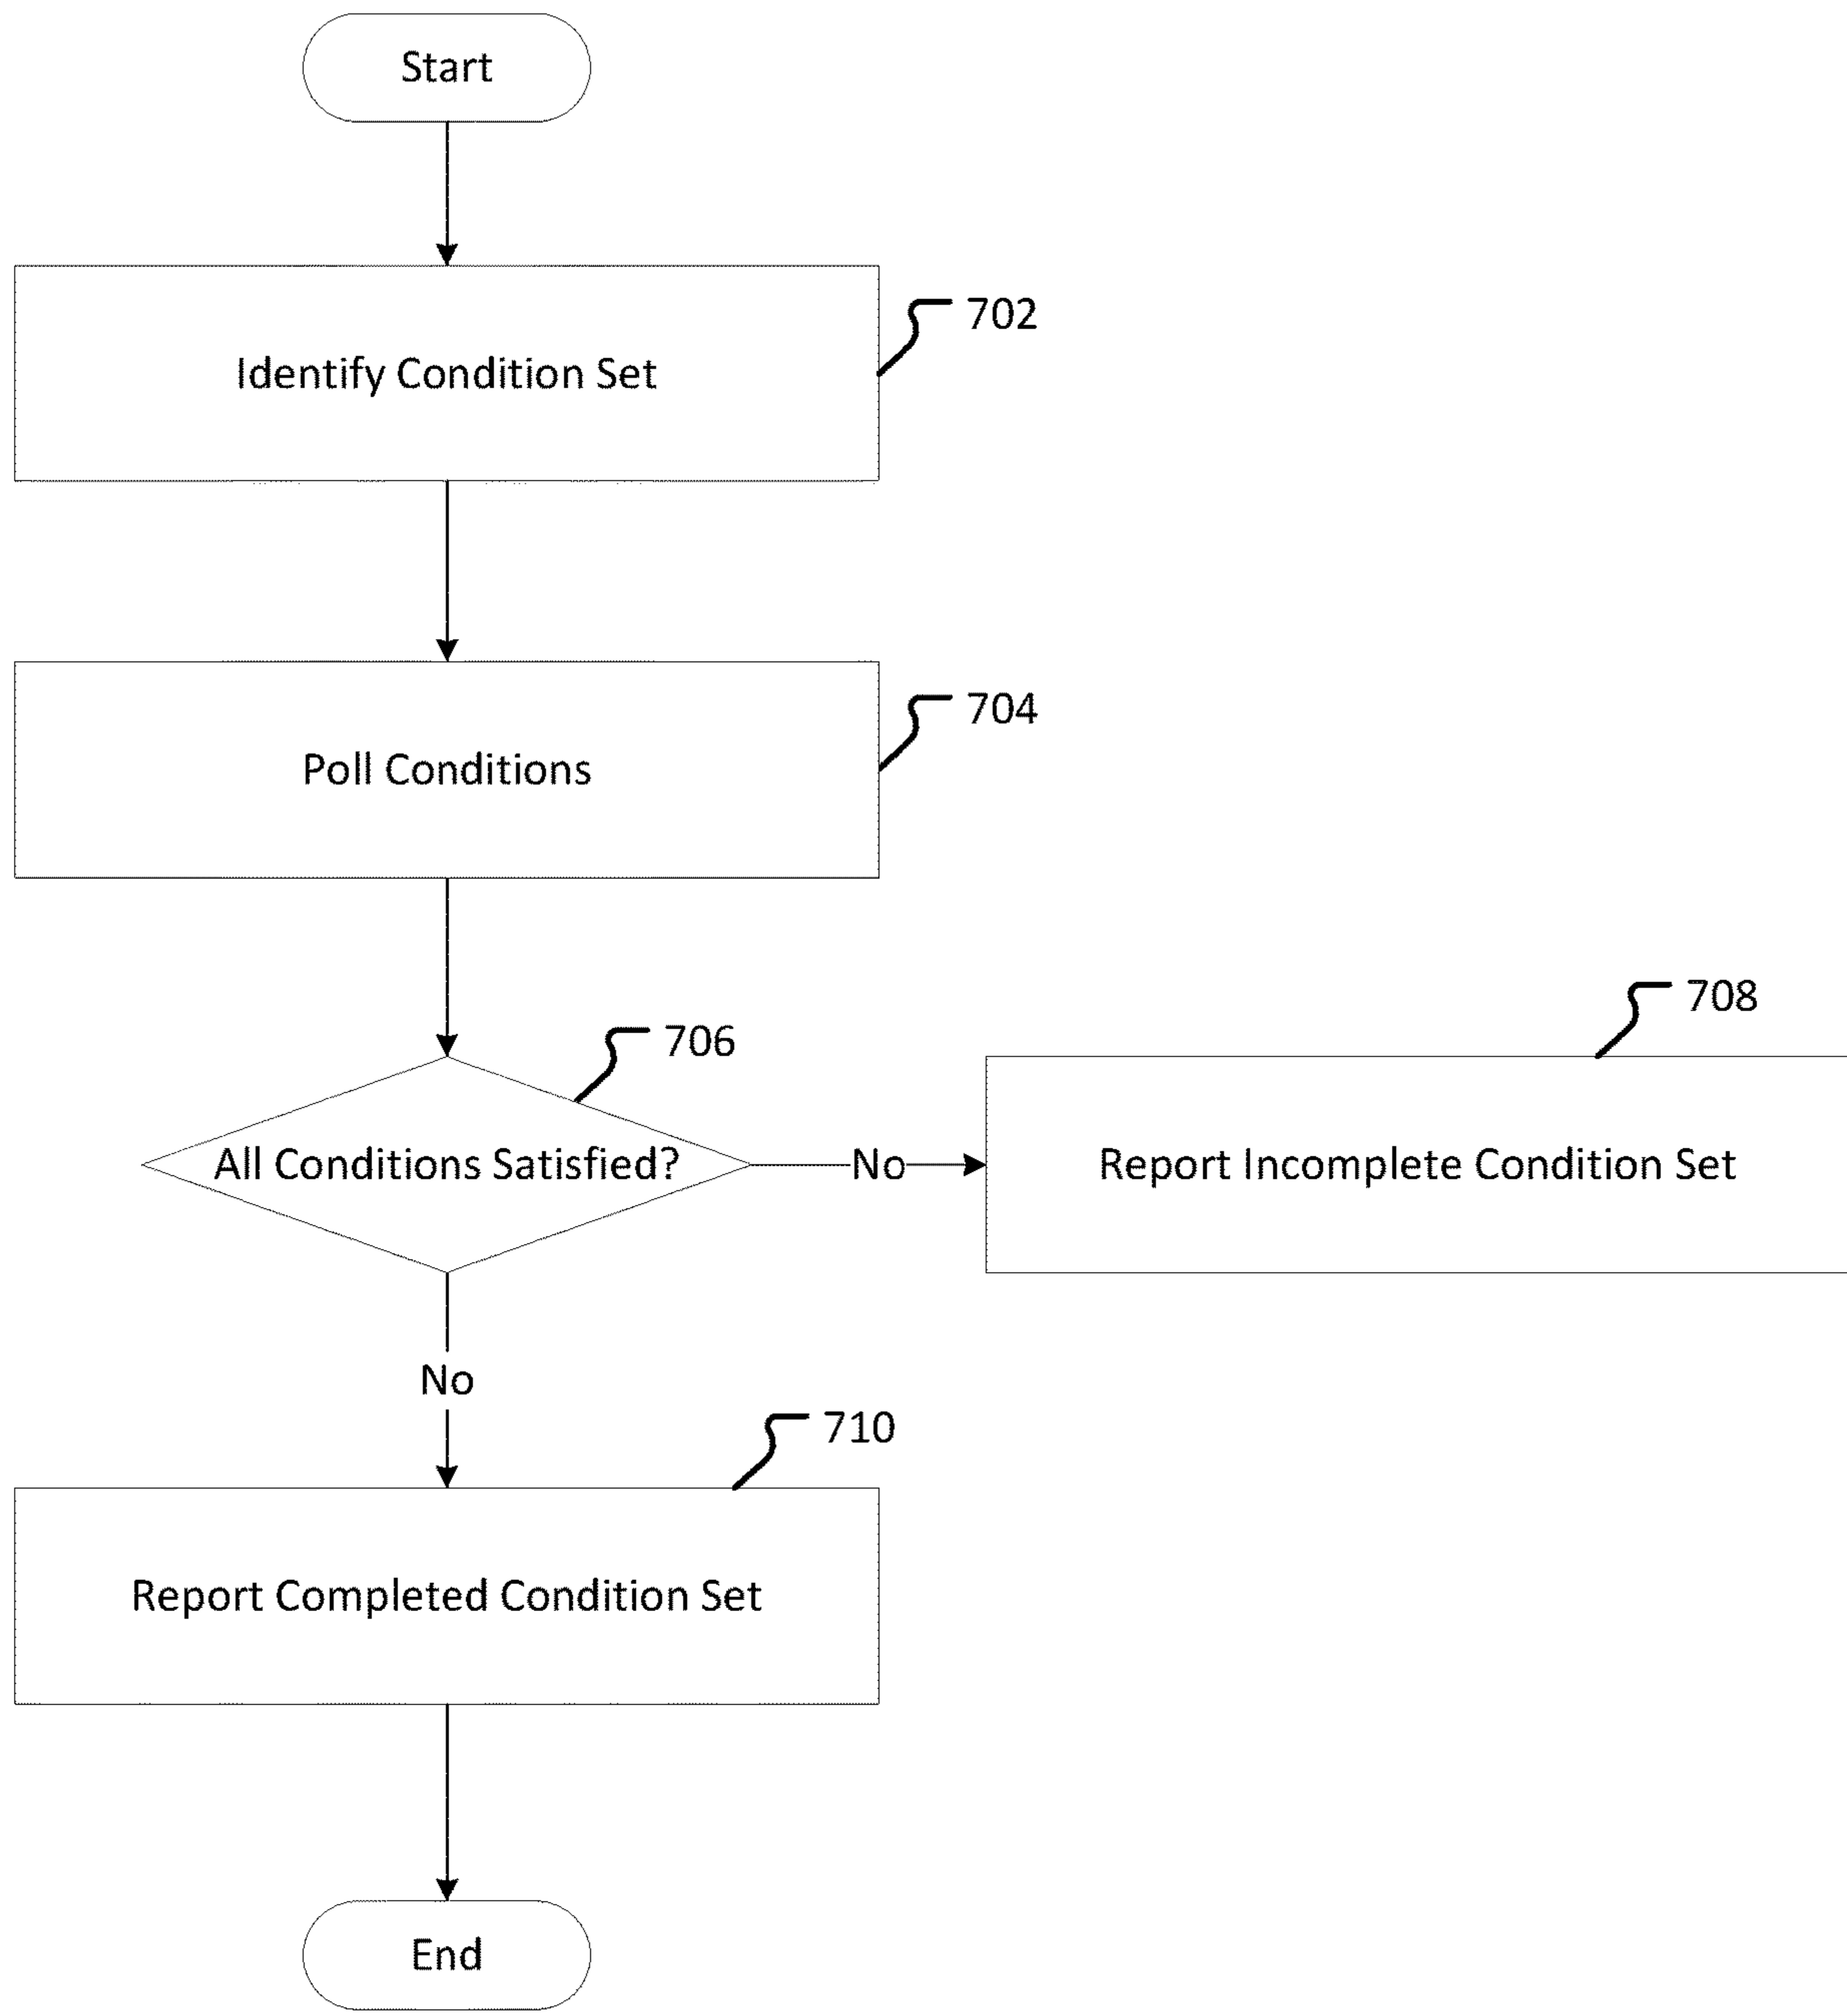 Start
702
Identify Condition Set
704
Poll Conditions
708
706
All Conditions Satisfied?
No
Report Incomplete Condition Set
No
710
Report Completed Condition Set
End